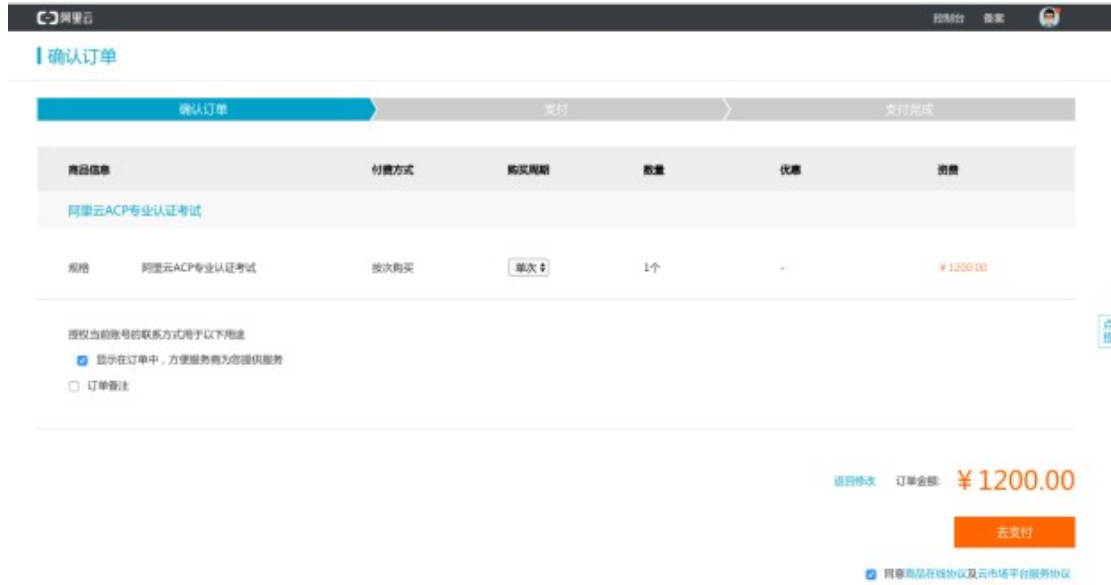 阿里云 控制台 备案
确认订单
确认订单 支付 支付完成
商品信息 付费方式 购买周期 数量 优惠 资费
阿里云ACP专业认证考试
规格 阿里云ACP专业认证考试 按次购买 单次 1个 - ¥1200.00
授权当前账号的联系方式用于以下用途
显示在订单中，方便服务商为您提供服务
订单备注
返回修改 订单金额: ¥1200.00
去支付
同意商品在线协议及云市场平台服务协议